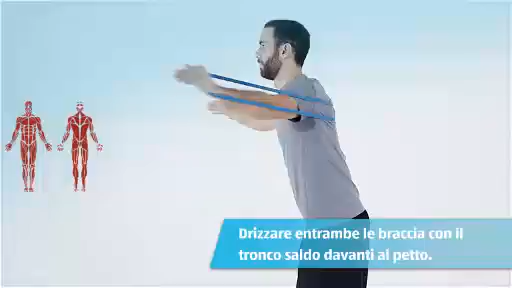 Drizzare entrambe le braccia con il
tronco saldo davanti al petto.